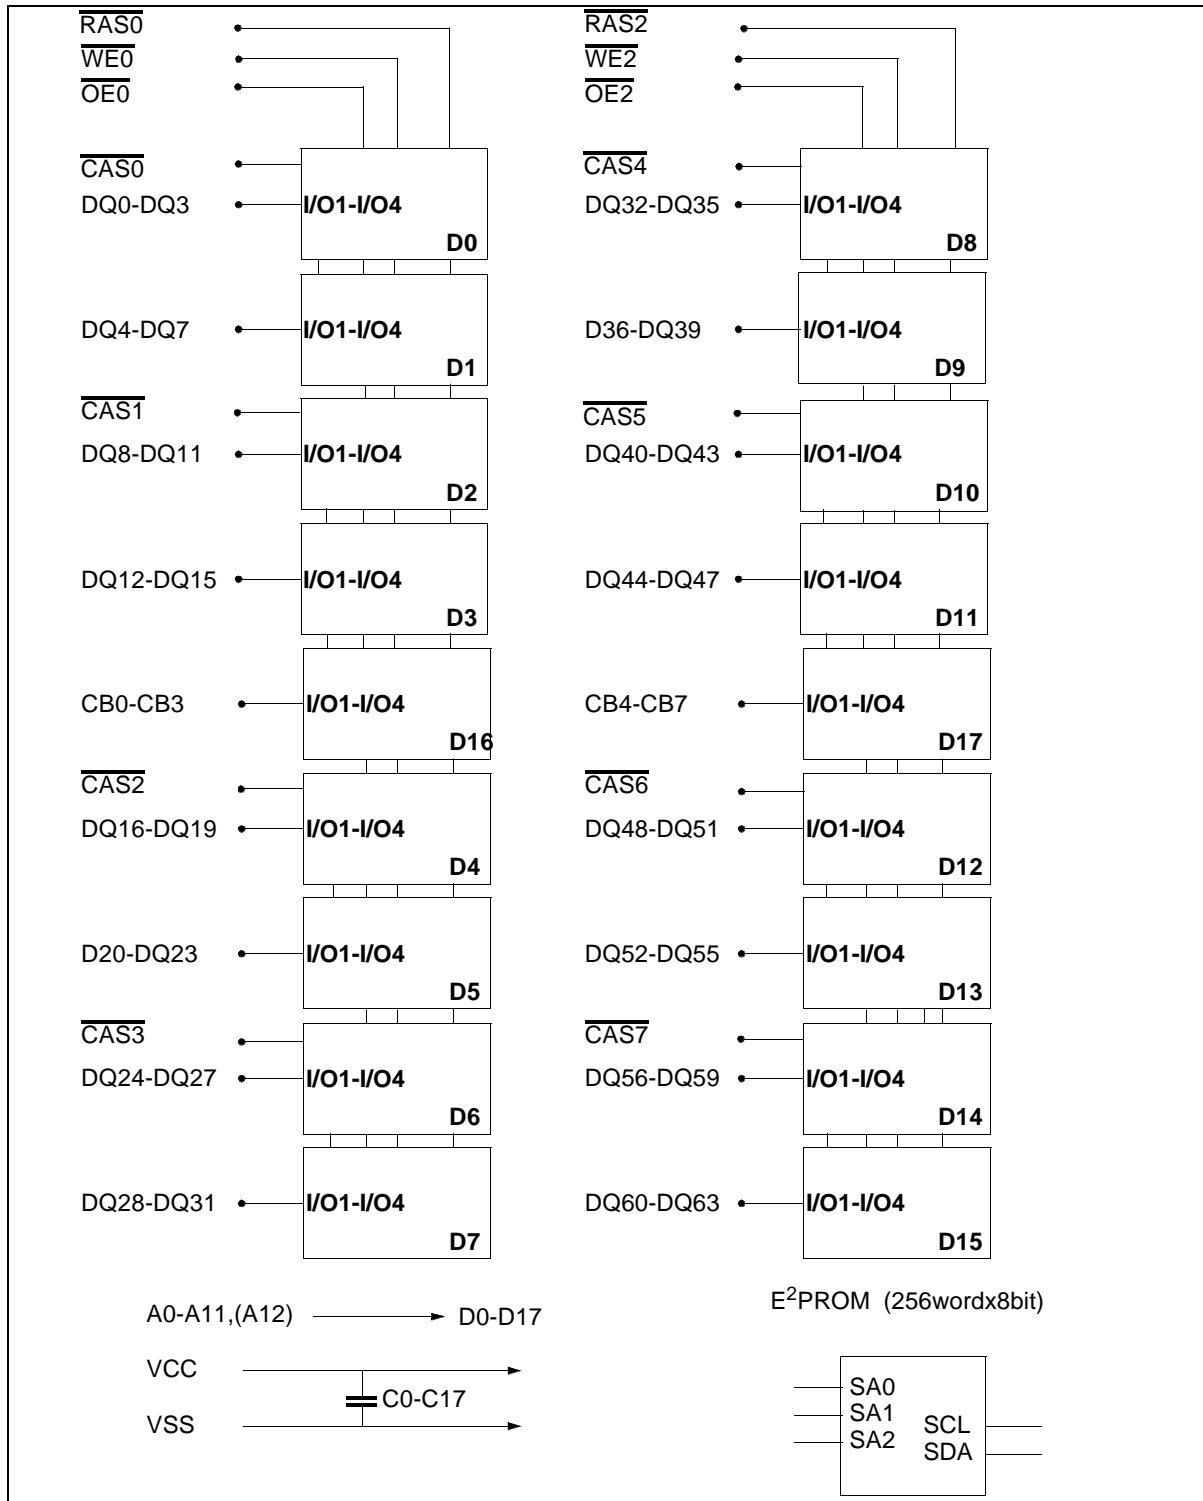 RAS0
WE0
OE0
CAS0
DQ0-DQ3
I/O1-I/O4
D0
DQ4-DQ7
I/O1-I/O4
D1
CAS1
DQ8-DQ11
I/O1-I/O4
D2
DQ12-DQ15
I/O1-I/O4
D3
CB0-CB3
I/O1-I/O4
D16
CAS2
DQ16-DQ19
I/O1-I/O4
D4
D20-DQ23
I/O1-I/O4
D5
CAS3
DQ24-DQ27
I/O1-I/O4
D6
DQ28-DQ31
I/O1-I/O4
D7
RAS2
WE2
OE2
CAS4
DQ32-DQ35
I/O1-I/O4
D8
D36-DQ39
I/O1-I/O4
D9
CAS5
DQ40-DQ43
I/O1-I/O4
D10
DQ44-DQ47
I/O1-I/O4
D11
CB4-CB7
I/O1-I/O4
D17
CAS6
DQ48-DQ51
I/O1-I/O4
D12
DQ52-DQ55
I/O1-I/O4
D13
CAS7
DQ56-DQ59
I/O1-I/O4
D14
DQ60-DQ63
I/O1-I/O4
D15
A0-A11,(A12)
D0-D17
VCC
C0-C17
VSS
E²PROM (256wordx8bit)
SA0
SA1
SA2
SCL
SDA